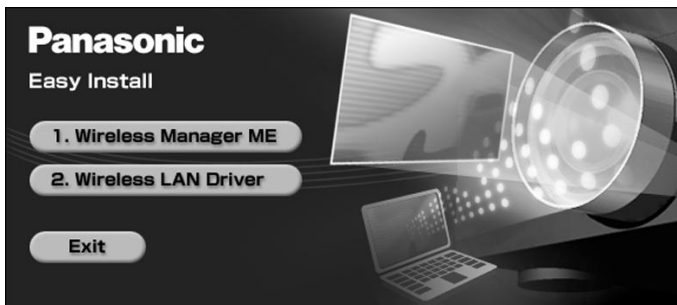 Panasonic
Easy Install
1. Wireless Manager ME
2. Wireless LAN Driver
Exit